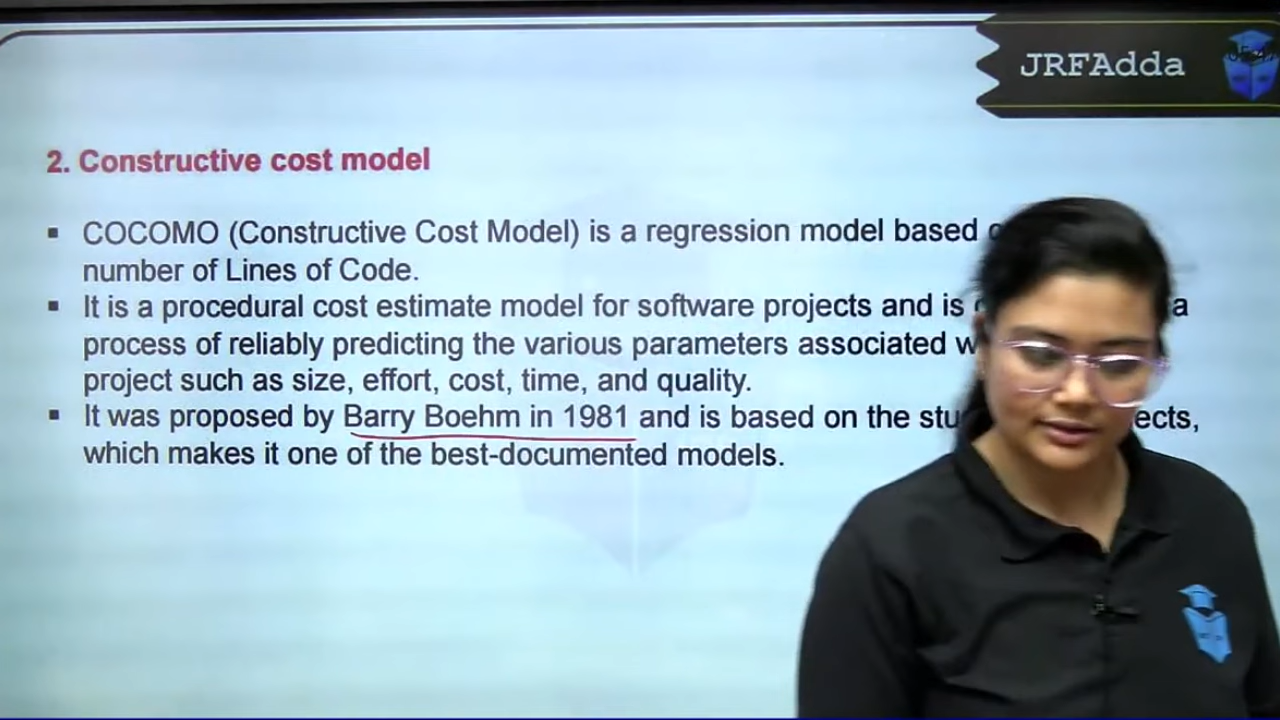 JRFAdda
2. Constructive cost model
▪ COCOMO (Constructive Cost Model) is a regression model based
number of Lines of Code.
▪ It is a procedural cost estimate model for software projects and is a
process of reliably predicting the various parameters associated
project such as size, effort, cost, time, and quality.
▪ It was proposed by Barry Boehm in 1981 and is based on the
which makes it one of the best-documented models.